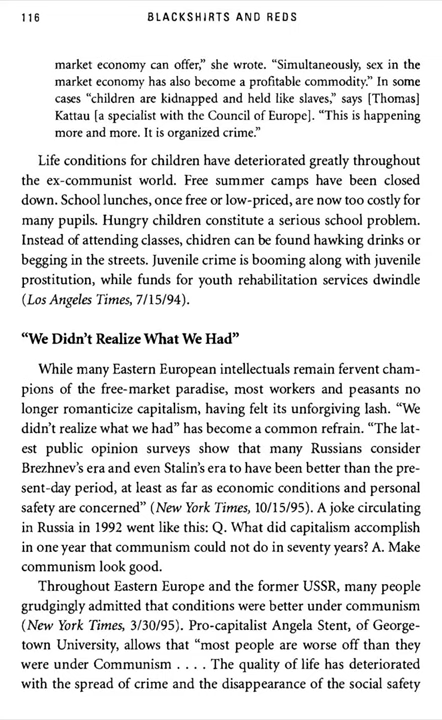 116 BLACKSHIRTS AND REDS
market economy can offer,” she wrote. “Simultaneously, sex in the
market economy has also become a profitable commodity.” In some
cases “children are kidnapped and held like slaves,” says [Thomas]
Kattau [a specialist with the Council of Europe]. “This is happening
more and more. It is organized crime.”
Life conditions for children have deteriorated greatly throughout
the ex-communist world. Free summer camps have been closed
down. School lunches, once free or low-priced, are now too costly for
many pupils. Hungry children constitute a serious school problem.
Instead of attending classes, chidren can be found hawking drinks or
begging in the streets. Juvenile crime is booming along with juvenile
prostitution, while funds for youth rehabilitation services dwindle
(Los Angeles Times, 7/15/94).
“We Didn’t Realize What We Had”
While many Eastern European intellectuals remain fervent cham-
pions of the free-market paradise, most workers and peasants no
longer romanticize capitalism, having felt its unforgiving lash. “We
didn’t realize what we had” has become a common refrain. “The lat-
est public opinion surveys show that many Russians consider
Brezhnev’s era and even Stalin’s era to have been better than the pre-
sent-day period, at least as far as economic conditions and personal
safety are concerned” (New York Times, 10/15/95). A joke circulating
in Russia in 1992 went like this: Q. What did capitalism accomplish
in one year that communism could not do in seventy years? A. Make
communism look good.
Throughout Eastern Europe and the former USSR, many people
grudgingly admitted that conditions were better under communism
(New York Times, 3/30/95). Pro-capitalist Angela Stent, of George-
town University, allows that “most people are worse off than they
were under Communism . . . . The quality of life has deteriorated
with the spread of crime and the disappearance of the social safety